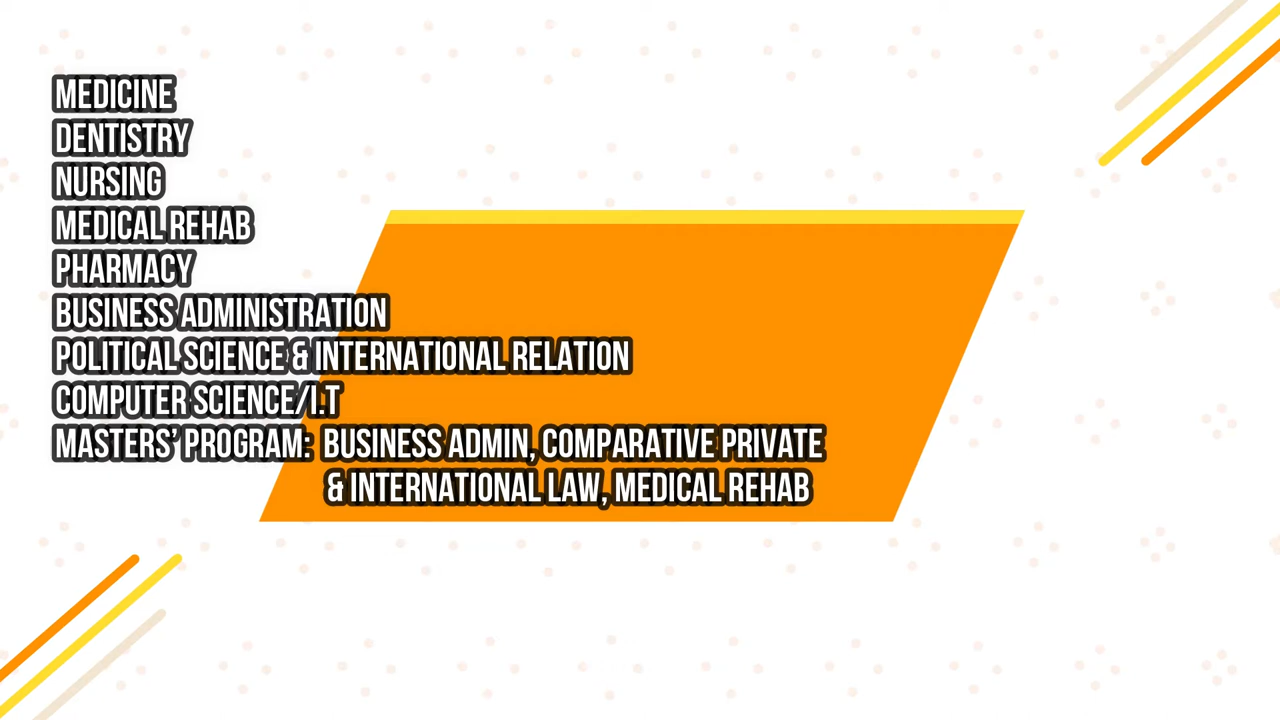 MEDICINE
DENTISTRY
NURSING
MEDICAL REHAB
PHARMACY
BUSINESS ADMINISTRATION
POLITICAL SCIENCE & INTERNATIONAL RELATION
COMPUTER SCIENCE/I.T
MASTERS' PROGRAM: BUSINESS ADMIN, COMPARATIVE PRIVATE
& INTERNATIONAL LAW, MEDICAL REHAB